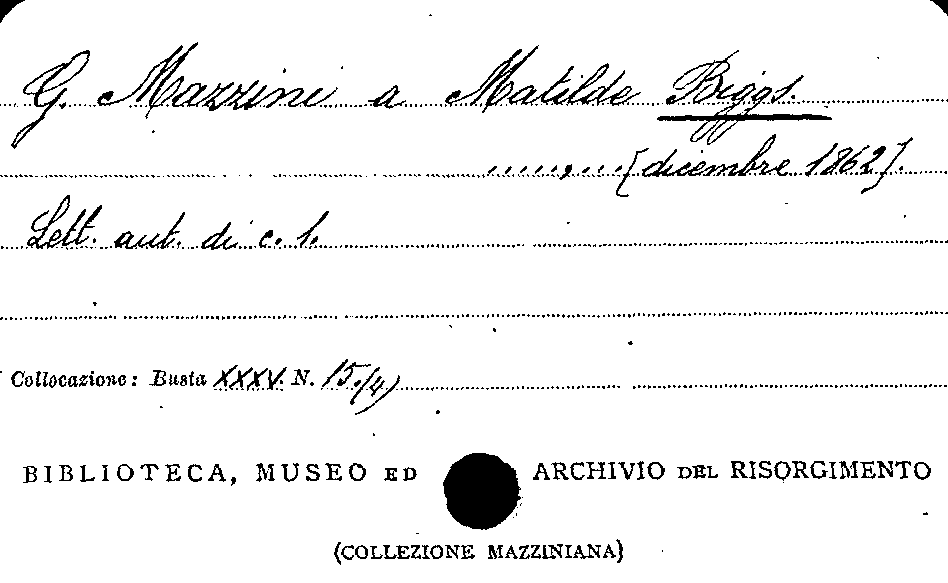 G. Mazzini a Matilde Biggs.
.....,...[dicembre 1862].
Lett. aut. di c. 1.
Collocazione: Busta XXXV. N. 15./4)
BIBLIOTECA, MUSEO ED ARCHIVIO DEL RISORGIMENTO
(COLLEZIONE MAZZINIANA)